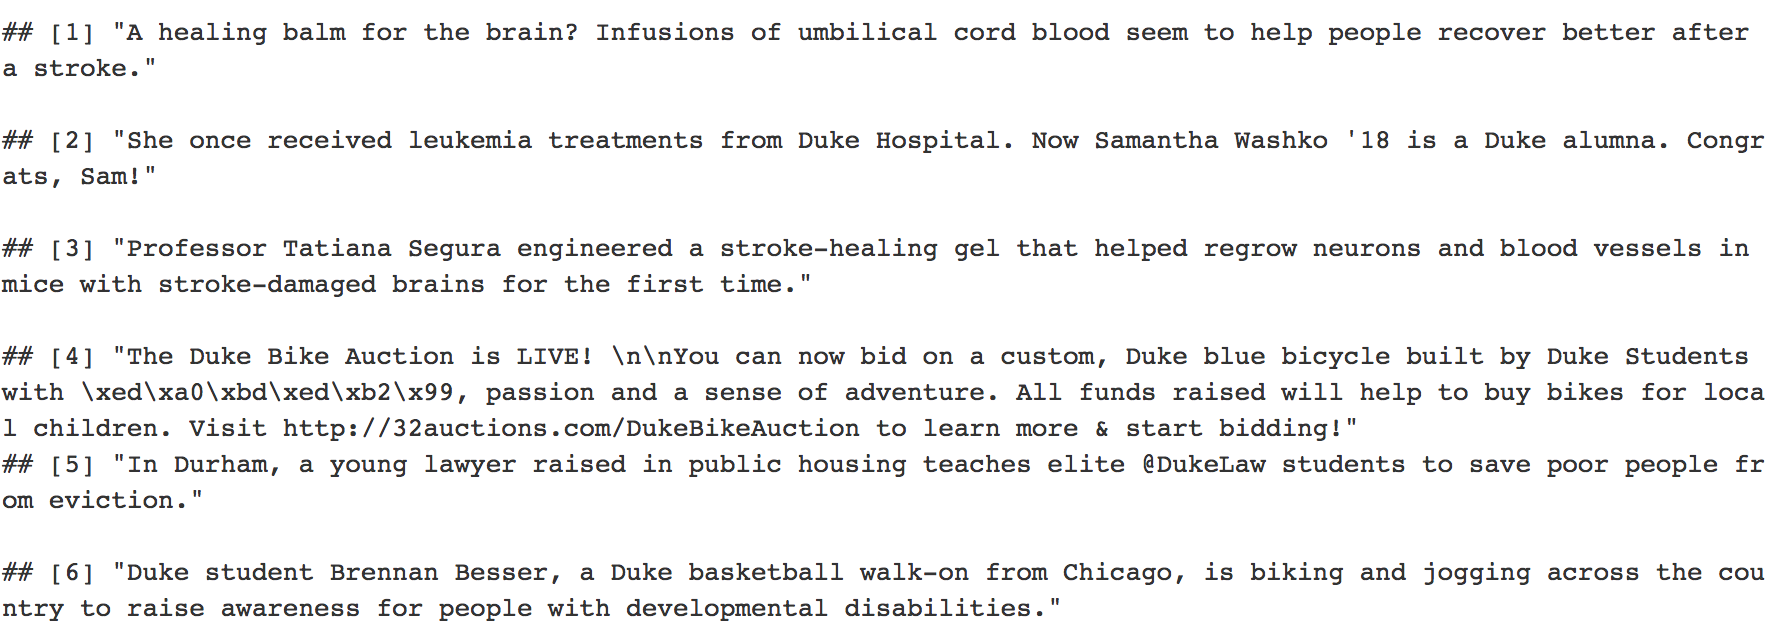 ## [1] "A healing balm for the brain? Infusions of umbilical cord blood seem to help people recover better after
a stroke."
## [2] "She once received leukemia treatments from Duke Hospital. Now Samantha Washko '18 is a Duke alumna. Congr
ats, Sam!"
## [3] "Professor Tatiana Segura engineered a stroke-healing gel that helped regrow neurons and blood vessels in
mice with stroke-damaged brains for the first time."
## [4] "The Duke Bike Auction is LIVE! \n\nYou can now bid on a custom, Duke blue bicycle built by Duke Students
with \xed\xa0\xbd\xed\xb2\x99, passion and a sense of adventure. All funds raised will help to buy bikes for loca
l children. Visit http://32auctions.com/DukeBikeAuction to learn more & start bidding!"
## [5] "In Durham, a young lawyer raised in public housing teaches elite @DukeLaw students to save poor people fr
om eviction."
## [6] "Duke student Brennan Besser, a Duke basketball walk-on from Chicago, is biking and jogging across the cou
ntry to raise awareness for people with developmental disabilities."